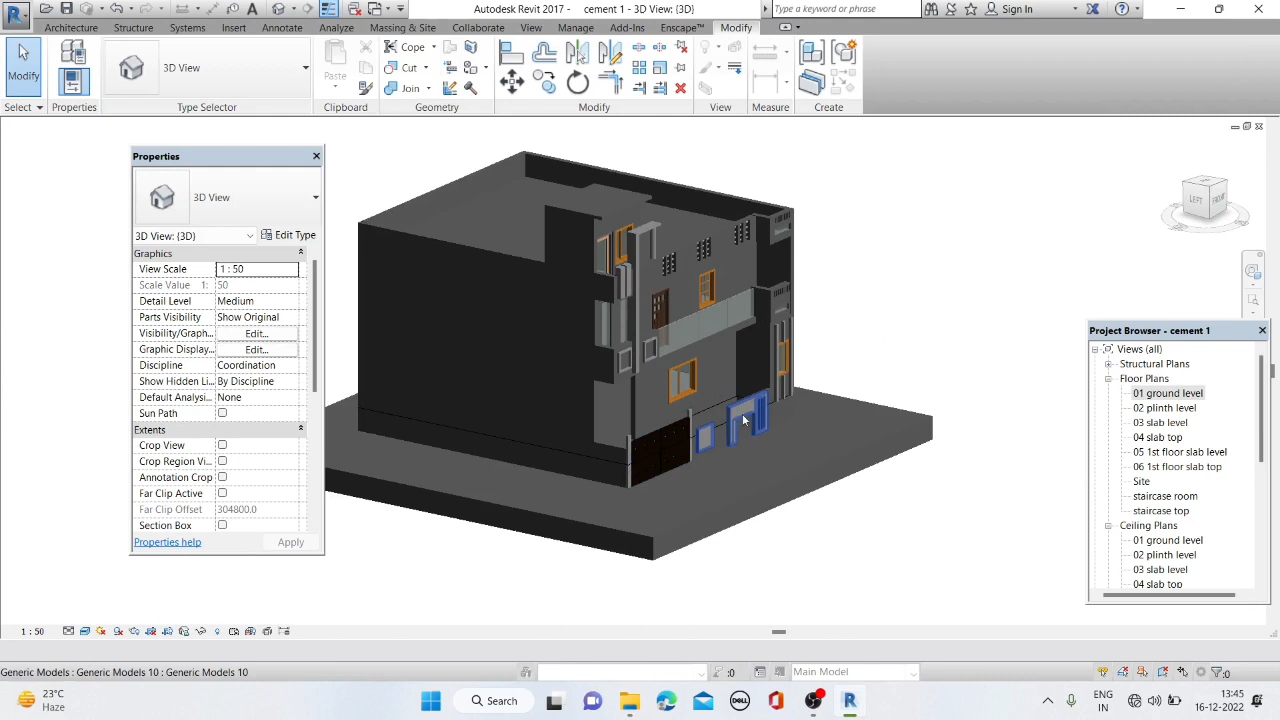 Autodesk Revit 2017 - cement 1 - 3D View: {3D}
Type a keyword or phrase
Sign In
Architecture Structure Systems Insert Annotate Analyze Massing & Site Collaborate View Manage Add-Ins Escape™ Modify
Modify
3D View
Paste
Cope
Cut
Join
Select Properties Type Selector Clipboard Geometry Modify View Measure Create
Properties
3D View
3D View: {3D} Edit Type
Graphics
View Scale 1 : 50
Scale Value 1: 50
Detail Level Medium
Parts Visibility Show Original
Visibility/Graph... Edit...
Graphic Display... Edit...
Discipline Coordination
Show Hidden Li... By Discipline
Default Analysi... None
Sun Path
Extents
Crop View
Crop Region Vi...
Annotation Crop
Far Clip Active
Far Clip Offset 304800.0
Section Box
Properties help Apply
LEFT FRONT
Project Browser - cement 1
Views (all)
Structural Plans
Floor Plans
01 ground level
02 plinth level
03 slab level
04 slab top
05 1st floor slab level
06 1st floor slab top
Site
staircase room
staircase top
Ceiling Plans
01 ground level
02 plinth level
03 slab level
04 slab top
1 : 50
Generic Models : Generic Models 10 : Generic Models 10
:0
Main Model
:0
23°C
Haze
Search
DELL
ENG
IN
13:45
16-12-2022